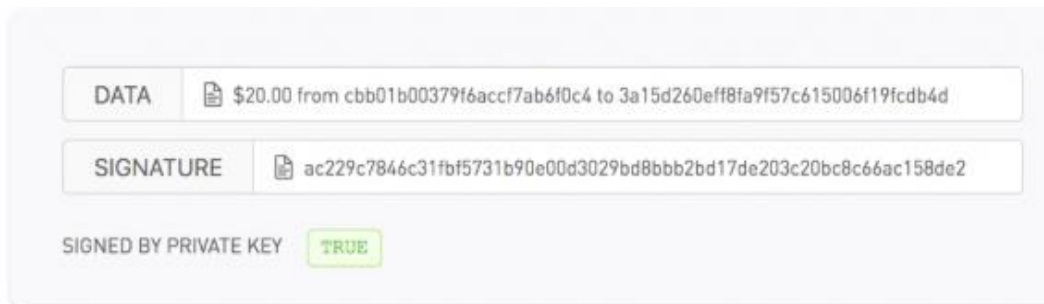 DATA $20.00 from cbb01b00379f6accf7ab6f0c4 to 3a15d260eff8fa9f57c615006f19fcdb4d
SIGNATURE ac229c7846c31fbf5731b90e00d3029bd8bbb2bd17de203c20bc8c66ac158de2
SIGNED BY PRIVATE KEY TRUE